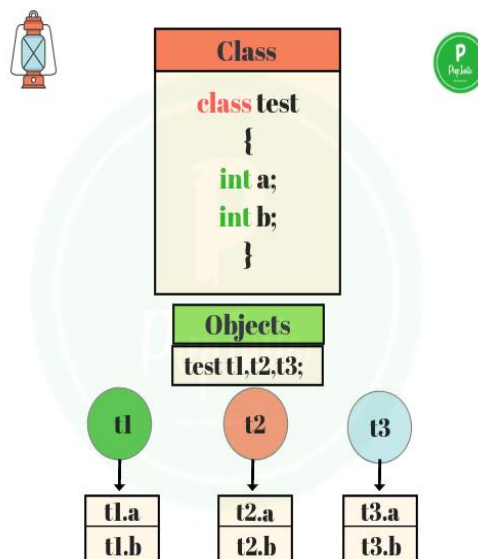 Class
P
PrepInsta
class test
{
int a;
int b;
}
Objects
test t1,t2,t3;
t1 t2 t3
t1.a t2.a t3.a
t1.b t2.b t3.b